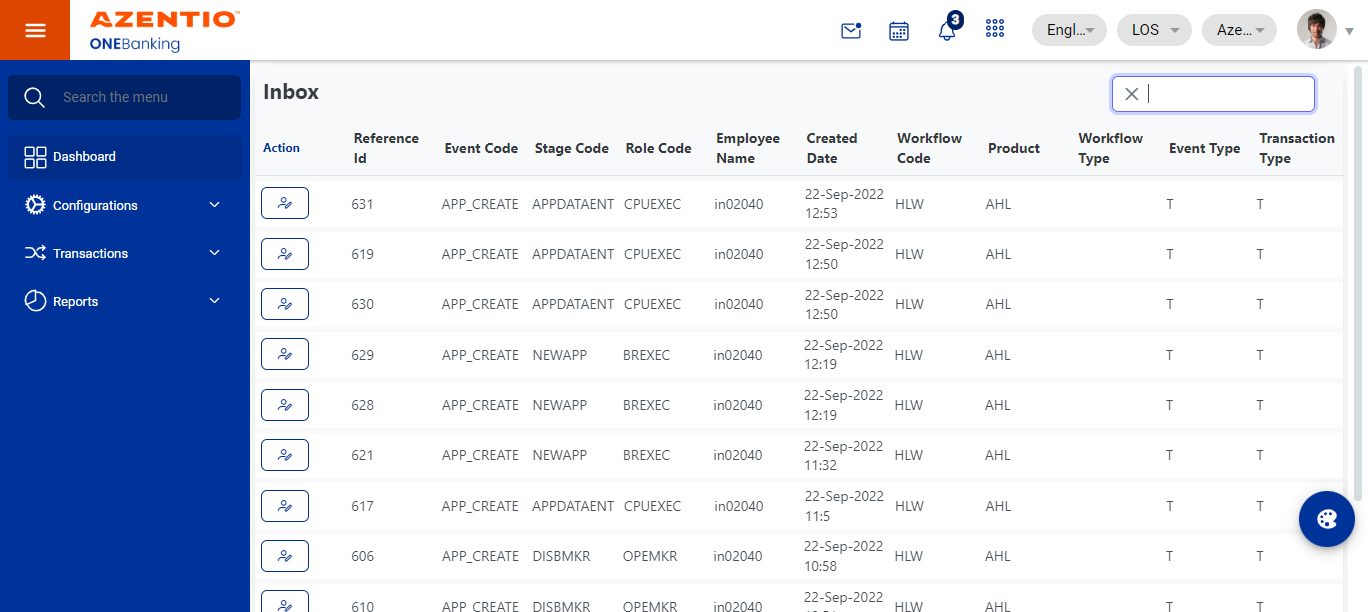 AZENTIO™
ONEBanking
3
Engl...
LOS
Aze...
Search the menu
Dashboard
Configurations
Transactions
Reports
Inbox
Action Reference Id Event Code Stage Code Role Code Employee Name Created Date Workflow Code Product Workflow Type Event Type Transaction Type
631 APP_CREATE APPDATAENT CPUEXEC in02040 22-Sep-2022 12:53 HLW AHL T T
619 APP_CREATE APPDATAENT CPUEXEC in02040 22-Sep-2022 12:50 HLW AHL T T
630 APP_CREATE APPDATAENT CPUEXEC in02040 22-Sep-2022 12:50 HLW AHL T T
629 APP_CREATE NEWAPP BREXEC in02040 22-Sep-2022 12:19 HLW AHL T T
628 APP_CREATE NEWAPP BREXEC in02040 22-Sep-2022 12:19 HLW AHL T T
621 APP_CREATE NEWAPP BREXEC in02040 22-Sep-2022 11:32 HLW AHL T T
617 APP_CREATE APPDATAENT CPUEXEC in02040 22-Sep-2022 11:5 HLW AHL T T
606 APP_CREATE DISBMKR OPEMKR in02040 22-Sep-2022 10:58 HLW AHL T T
610 APP_CREATE DISBMKR OPEMKR in02040 22-Sep-2022 HLW AHL T T